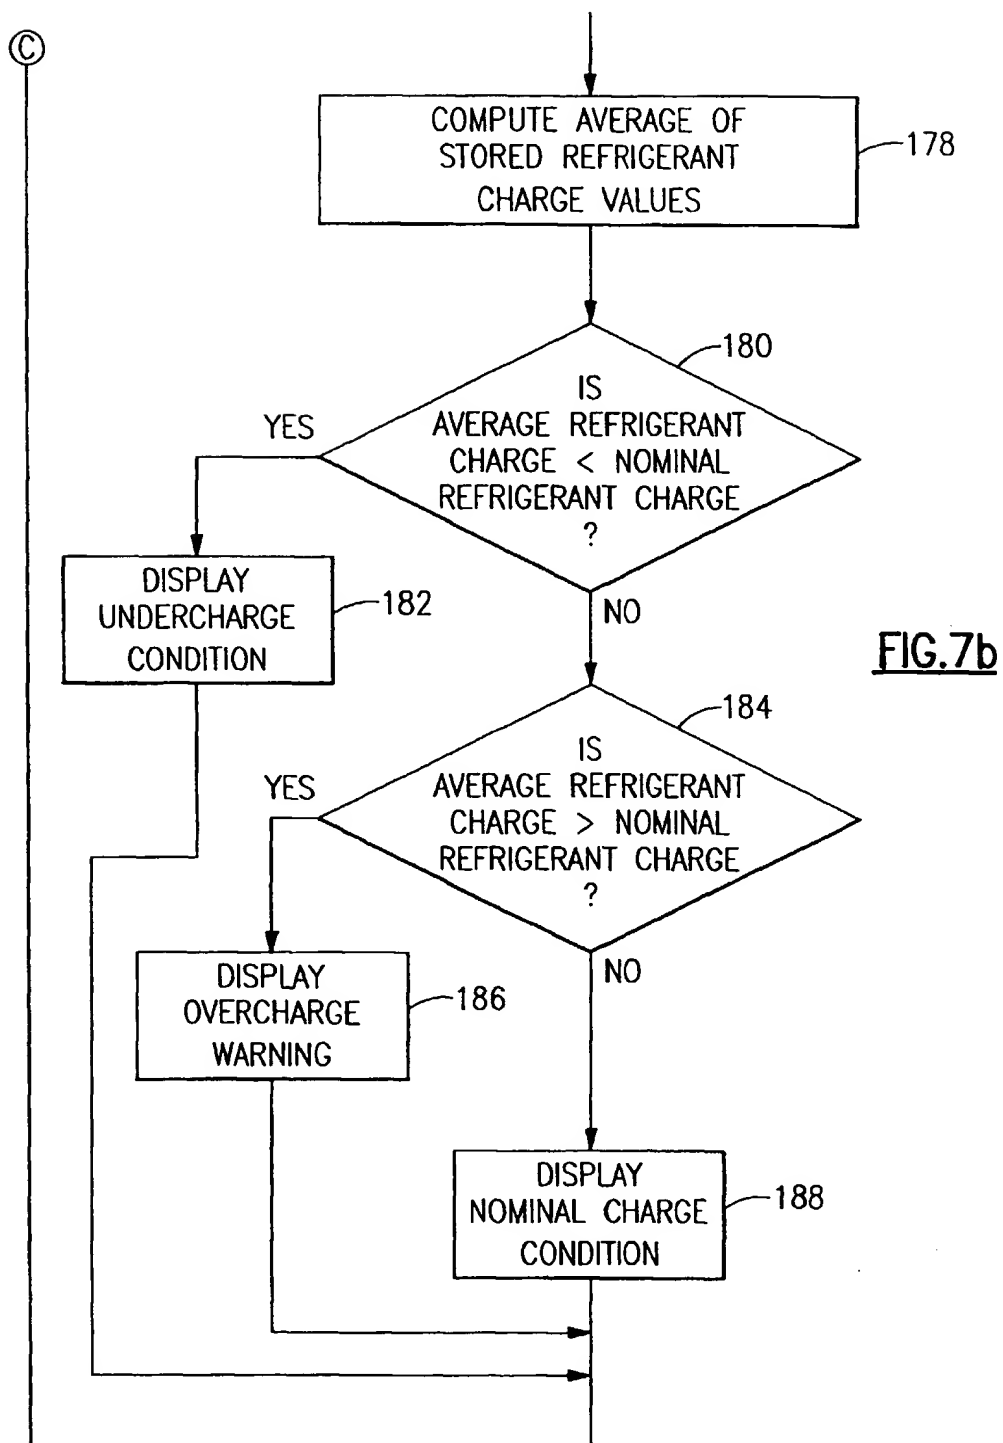 C
COMPUTE AVERAGE OF
STORED REFRIGERANT
CHARGE VALUES
178
180
IS
AVERAGE REFRIGERANT
CHARGE < NOMINAL
REFRIGERANT CHARGE
?
YES
NO
DISPLAY
UNDERCHARGE
CONDITION
182
FIG.7b
184
IS
AVERAGE REFRIGERANT
CHARGE > NOMINAL
REFRIGERANT CHARGE
?
YES
NO
DISPLAY
OVERCHARGE
WARNING
186
DISPLAY
NOMINAL CHARGE
CONDITION
188